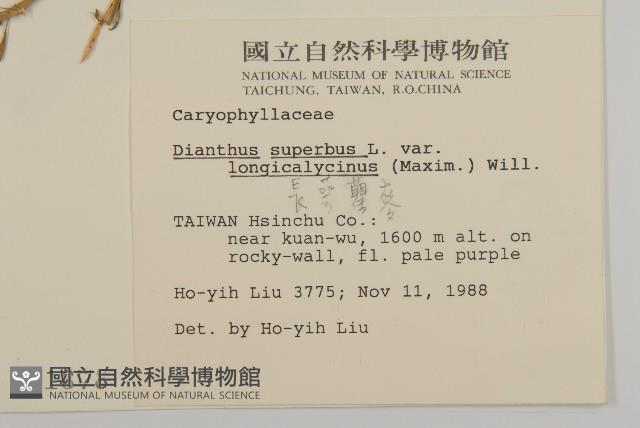 國立自然科學博物館
NATIONAL MUSEUM OF NATURAL SCIENCE
TAICHUNG, TAIWAN, R.O.CHINA
Caryophyllaceae
Dianthus superbus L. var.
longicalycinus (Maxim.) Will.
長萼瞿麥
TAIWAN Hsinchu Co.:
near kuan-wu, 1600 m alt. on
rocky-wall, fl. pale purple
Ho-yih Liu 3775; Nov 11, 1988
Det. by Ho-yih Liu
國立自然科學博物館
NATIONAL MUSEUM OF NATURAL SCIENCE